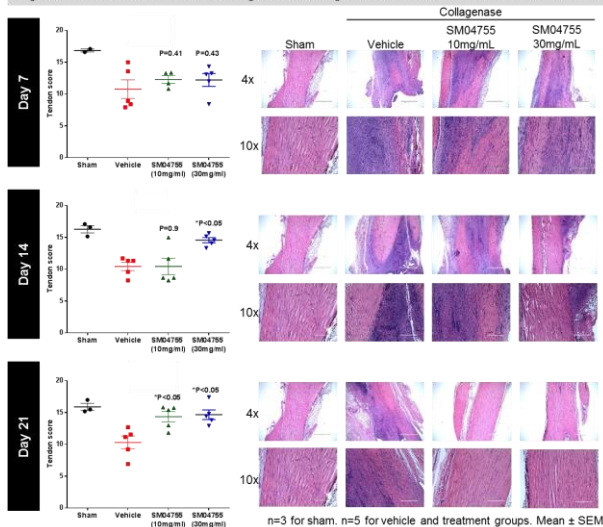 Collagenase
Sham
Vehicle
SM04755
10mg/mL
SM04755
30mg/mL
Day 7
Tendon score
20
15
10
5
0
P=0.41
P=0.43
Sham
Vehicle
SM04755
(10mg/ml)
SM04755
(30mg/ml)
4x
10x
Day 14
Tendon score
20
15
10
5
0
P=0.9
*P<0.05
Sham
Vehicle
SM04755
(10mg/ml)
SM04755
(30mg/ml)
4x
10x
Day 21
Tendon score
20
15
10
5
0
*P<0.05
*P<0.05
Sham
Vehicle
SM04755
(10mg/ml)
SM04755
(30mg/ml)
4x
10x
n=3 for sham. n=5 for vehicle and treatment groups. Mean ± SEM